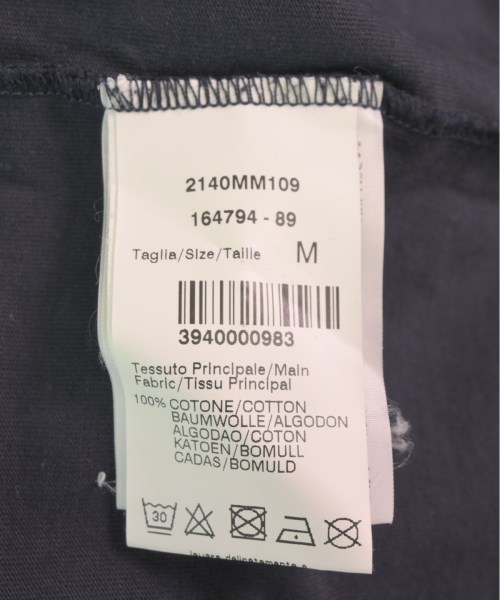 2140MM109
164794 - 89
Taglia/Size/Taille M
3940000983
Tessuto Principale/Main
Fabric/Tissu Principal
100% COTONE/COTTON
BAUMWOLLE/ALGODON
ALGODAO/COTON
KATOEN/BOMULL
CADAS/BOMULD
30